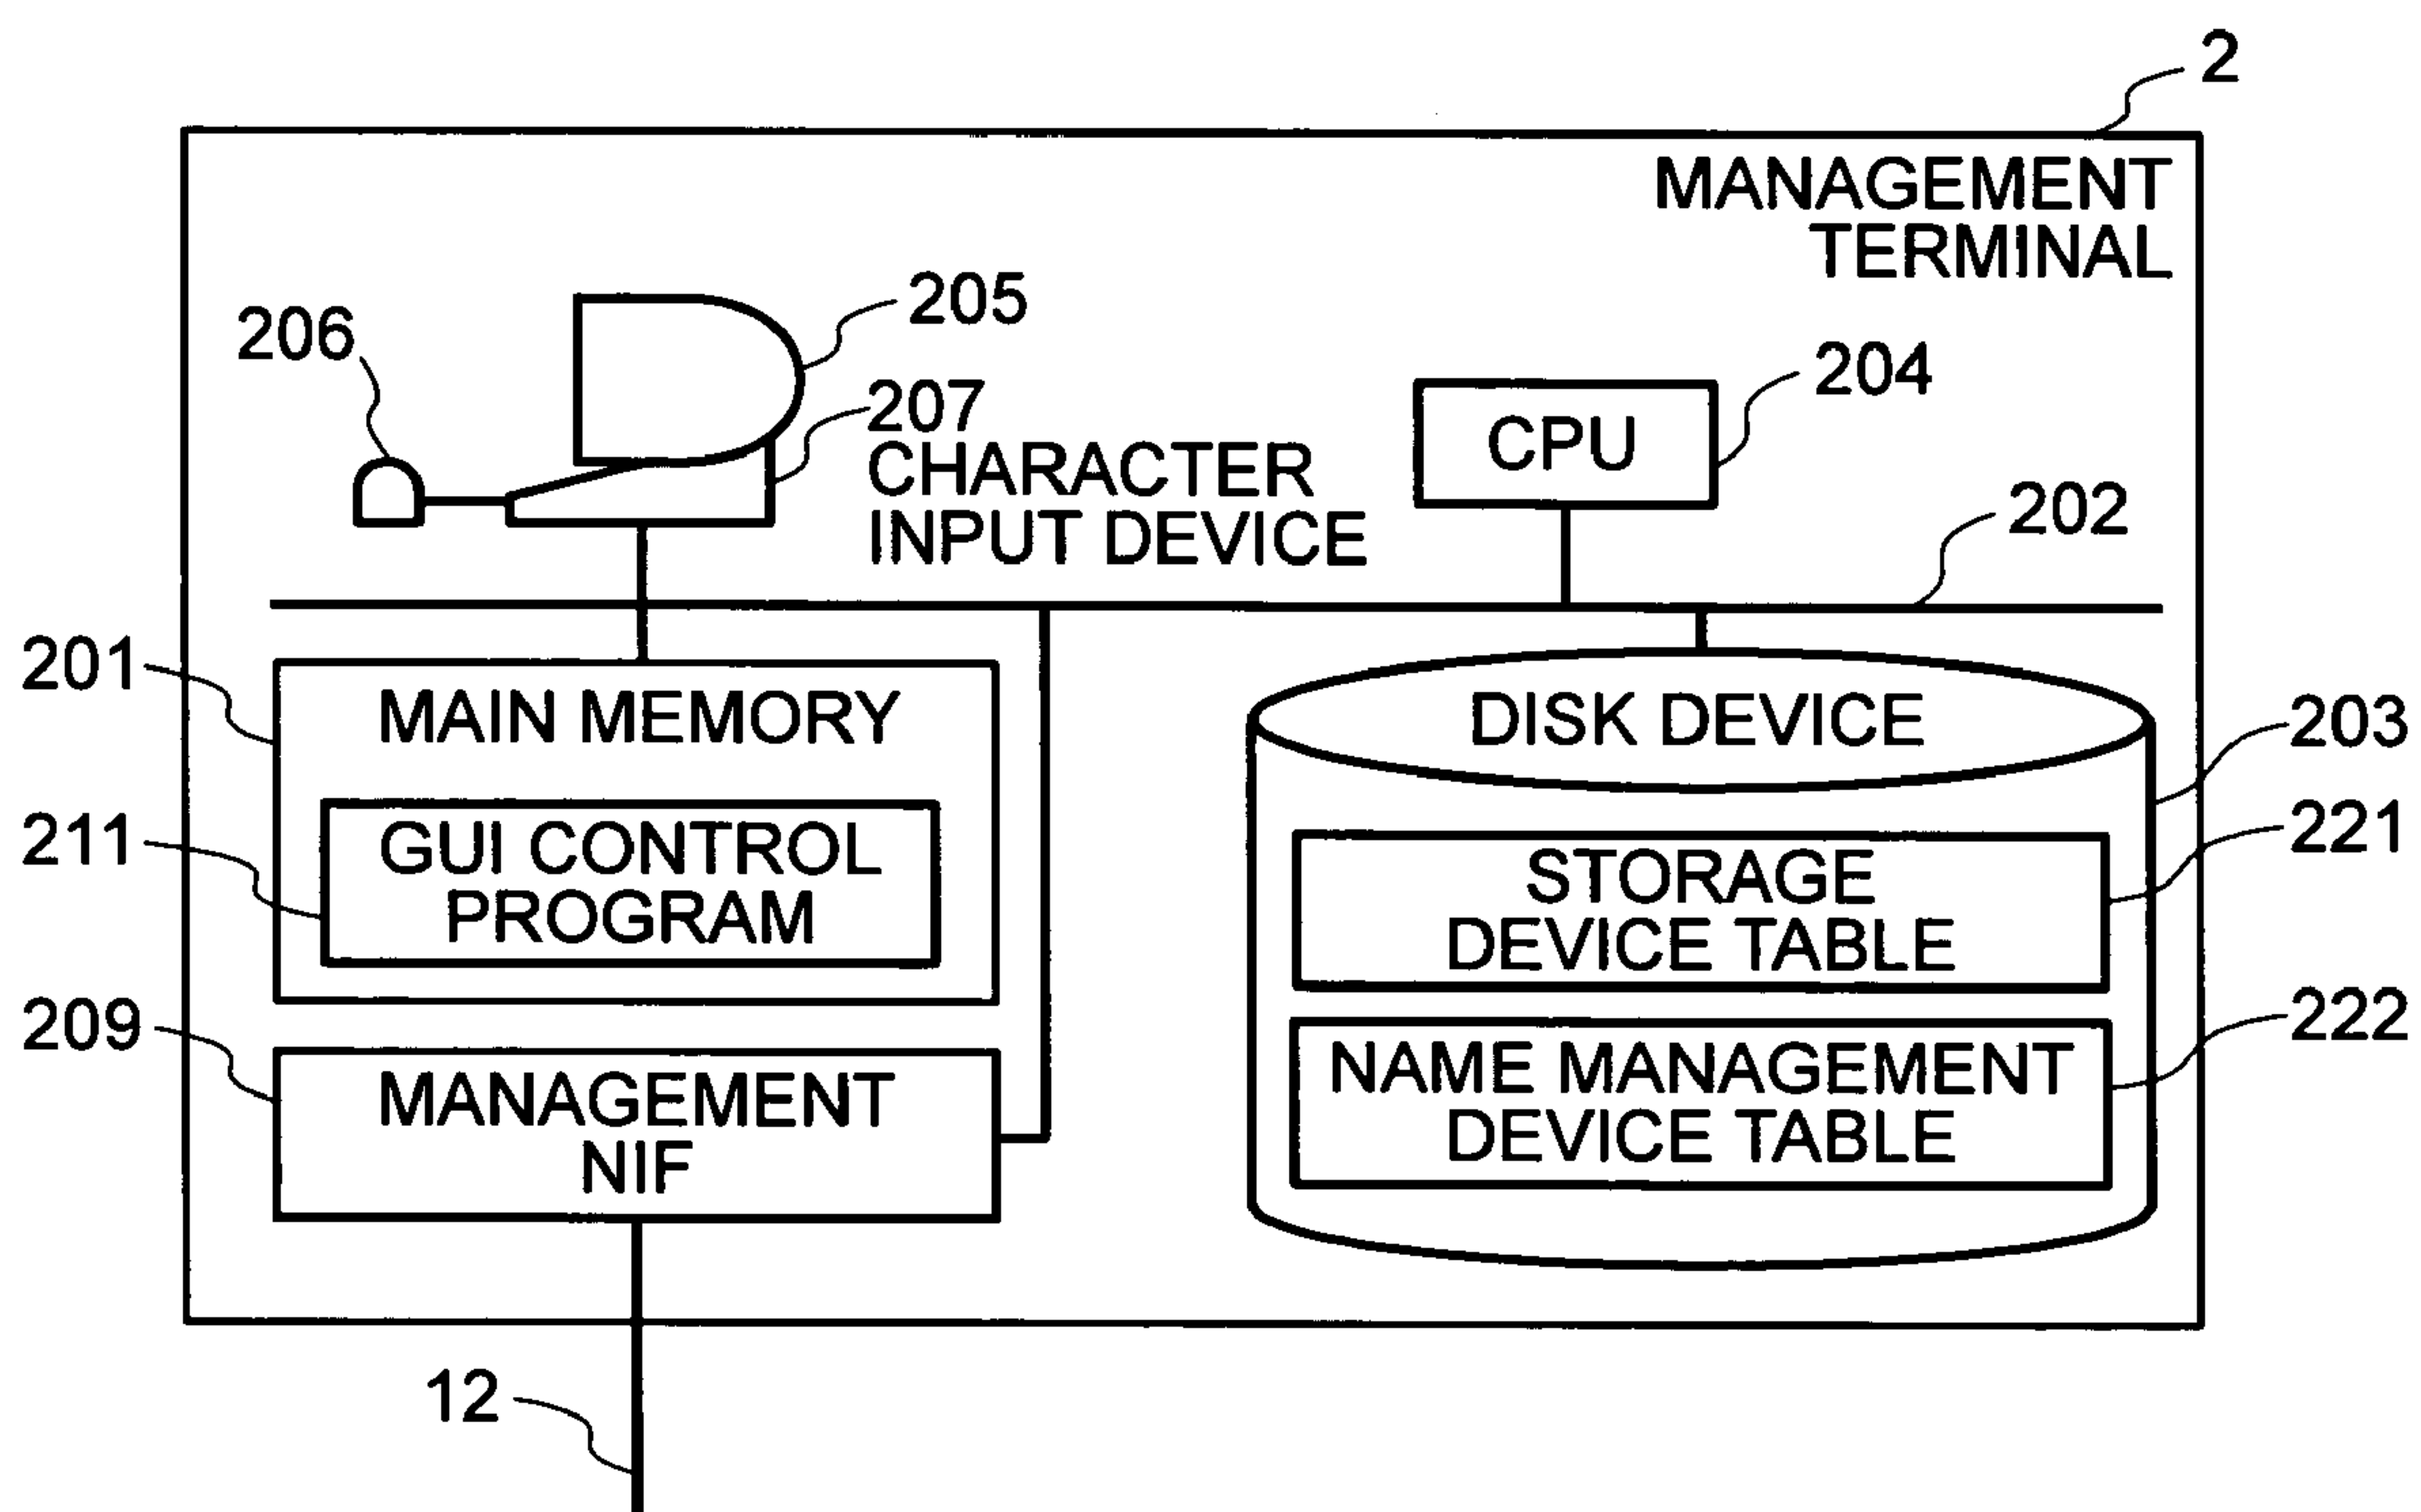 2
MANAGEMENT
TERMINAL
205
206
204
207
CHARACTER
INPUT DEVICE
CPU
202
201
MAIN MEMORY
DISK DEVICE
203
211
GUI CONTROL
PROGRAM
221
STORAGE
DEVICE TABLE
209
MANAGEMENT
NIF
222
NAME MANAGEMENT
DEVICE TABLE
12